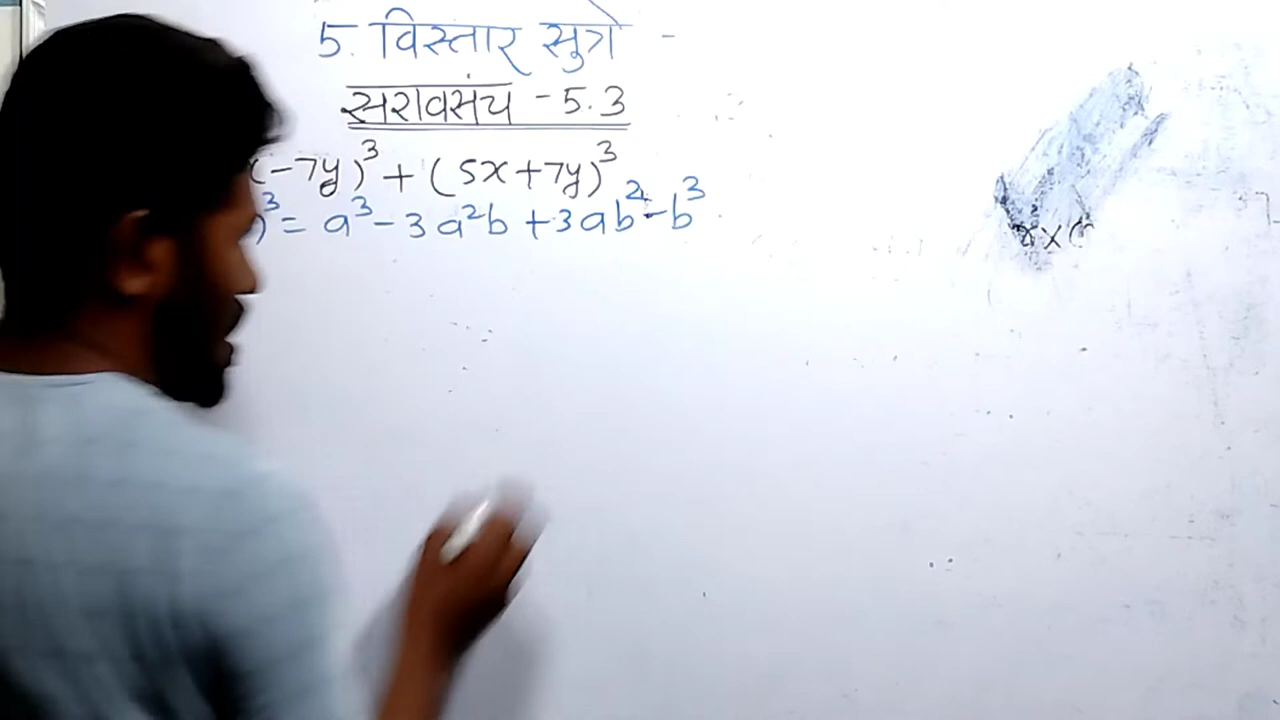 5. विस्तार सुत्रे -
सरावसंच - 5.3
-7y)³ + (5x+7y)³
)³ = a³ - 3a²b + 3ab² - b³